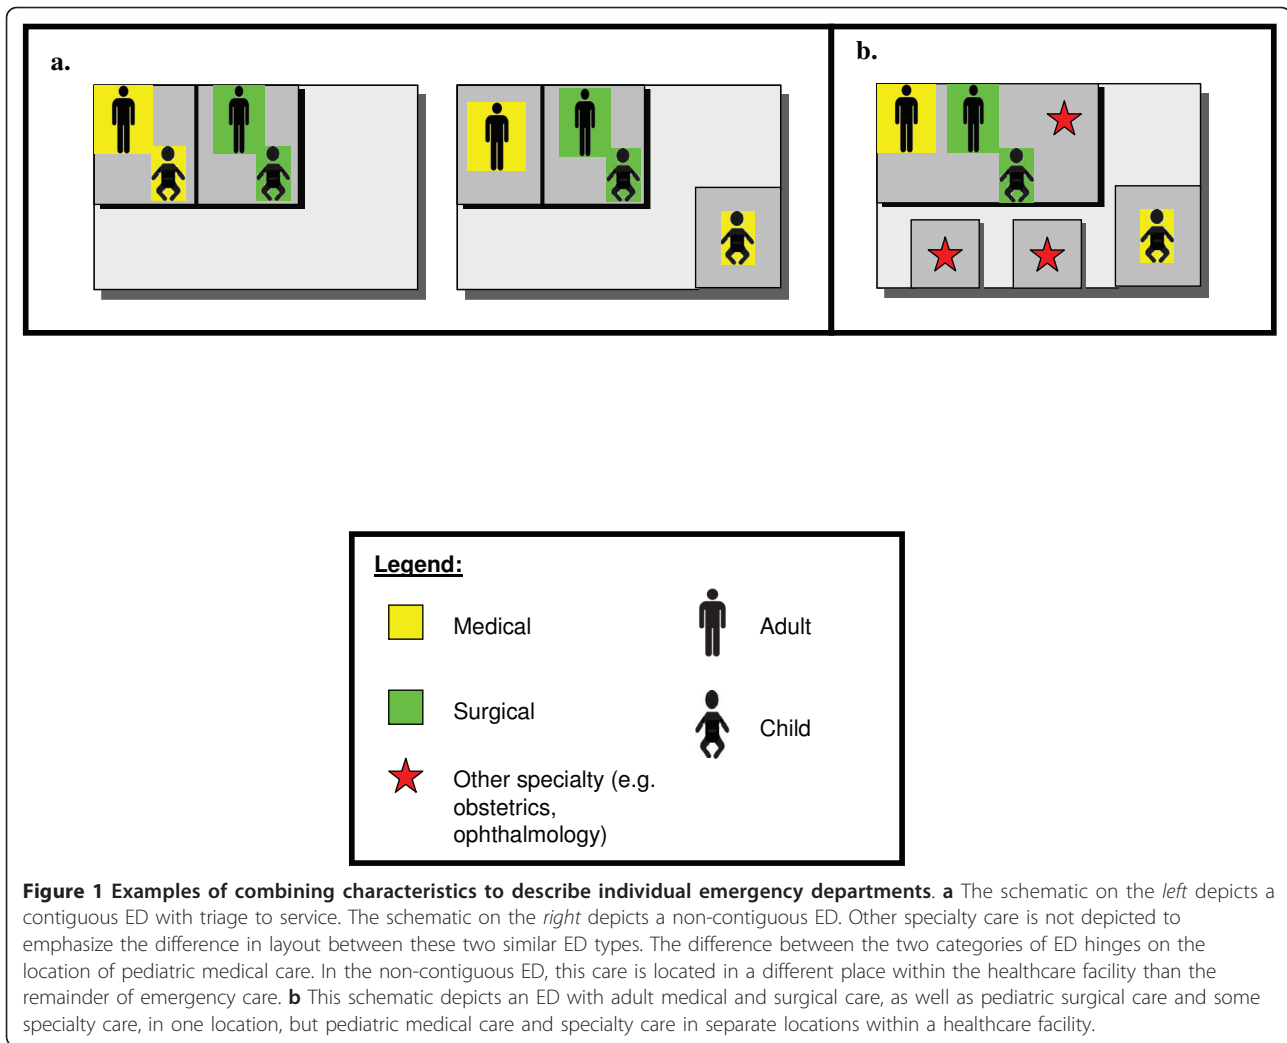 a.
b.
Legend:
Medical
Adult
Surgical
Child
Other specialty (e.g.
obstetrics,
ophthalmology)
Figure 1 Examples of combining characteristics to describe individual emergency departments. a The schematic on the left depicts a
contiguous ED with triage to service. The schematic on the right depicts a non-contiguous ED. Other specialty care is not depicted to
emphasize the difference in layout between these two similar ED types. The difference between the two categories of ED hinges on the
location of pediatric medical care. In the non-contiguous ED, this care is located in a different place within the healthcare facility than the
remainder of emergency care. b This schematic depicts an ED with adult medical and surgical care, as well as pediatric surgical care and some
specialty care, in one location, but pediatric medical care and specialty care in separate locations within a healthcare facility.